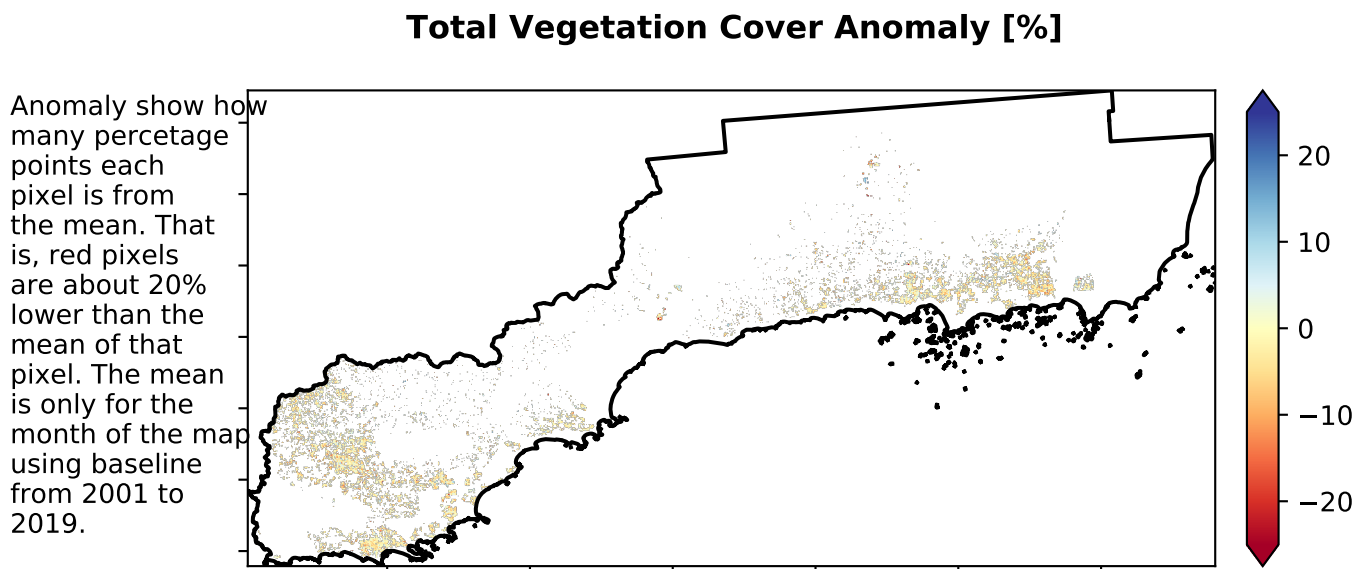 Total Vegetation Cover Anomaly [%]
Anomaly show how
many percetage
points each
pixel is from
the mean. That
is, red pixels
are about 20%
lower than the
mean of that
pixel. The mean
is only for the
month of the map
using baseline
from 2001 to
2019.
20
10
0
−10
−20